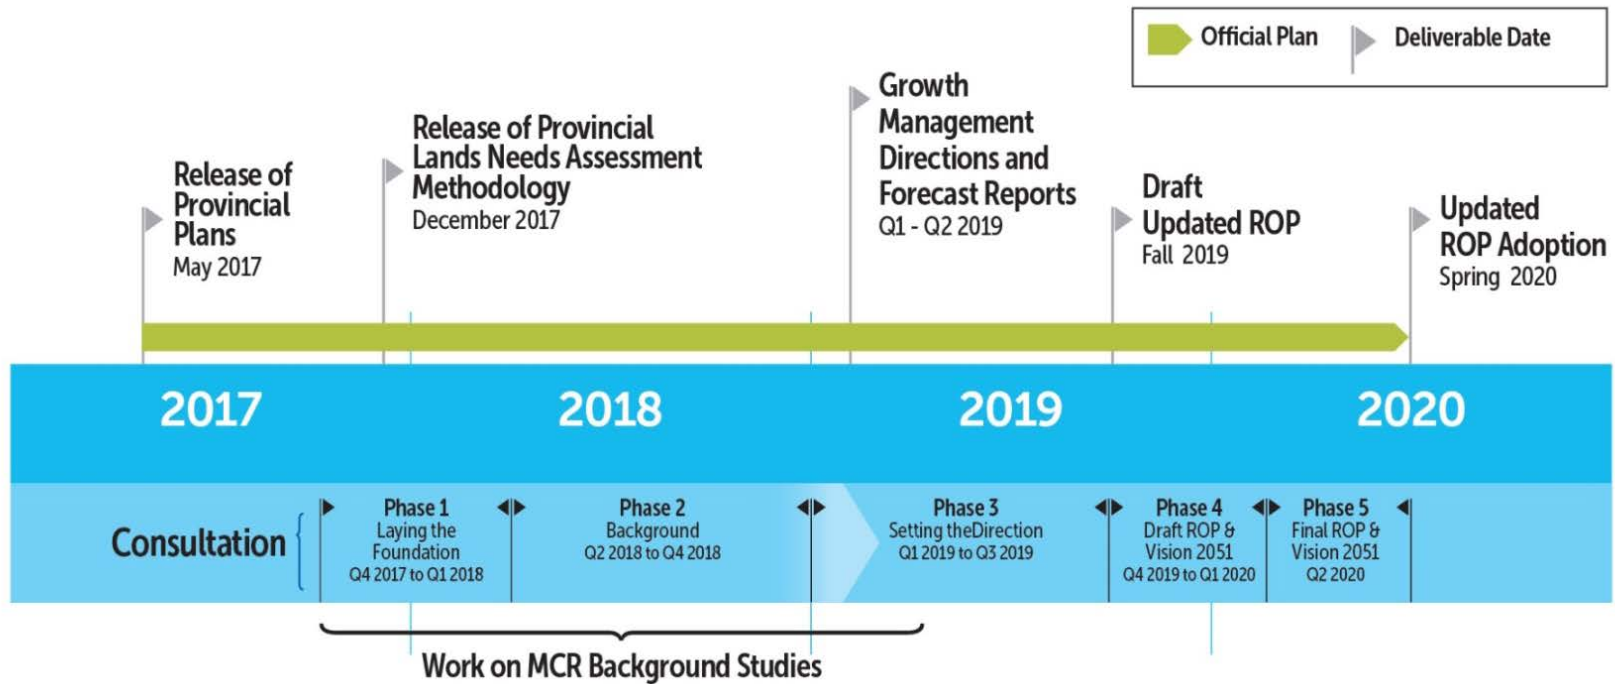 Official Plan
Deliverable Date
Release of
Provincial
Plans
May 2017
Release of Provincial
Lands Needs Assessment
Methodology
December 2017
Growth
Management
Directions and
Forecast Reports
Q1 - Q2 2019
Draft
Updated ROP
Fall 2019
Updated
ROP Adoption
Spring 2020
2017
2018
2019
2020
Consultation
Phase 1
Laying the
Foundation
Q4 2017 to Q1 2018
Phase 2
Background
Q2 2018 to Q4 2018
Phase 3
Setting theDirection
Q1 2019 to Q3 2019
Phase 4
Draft ROP &
Vision 2051
Q4 2019 to Q1 2020
Phase 5
Final ROP &
Vision 2051
Q2 2020
Work on MCR Background Studies